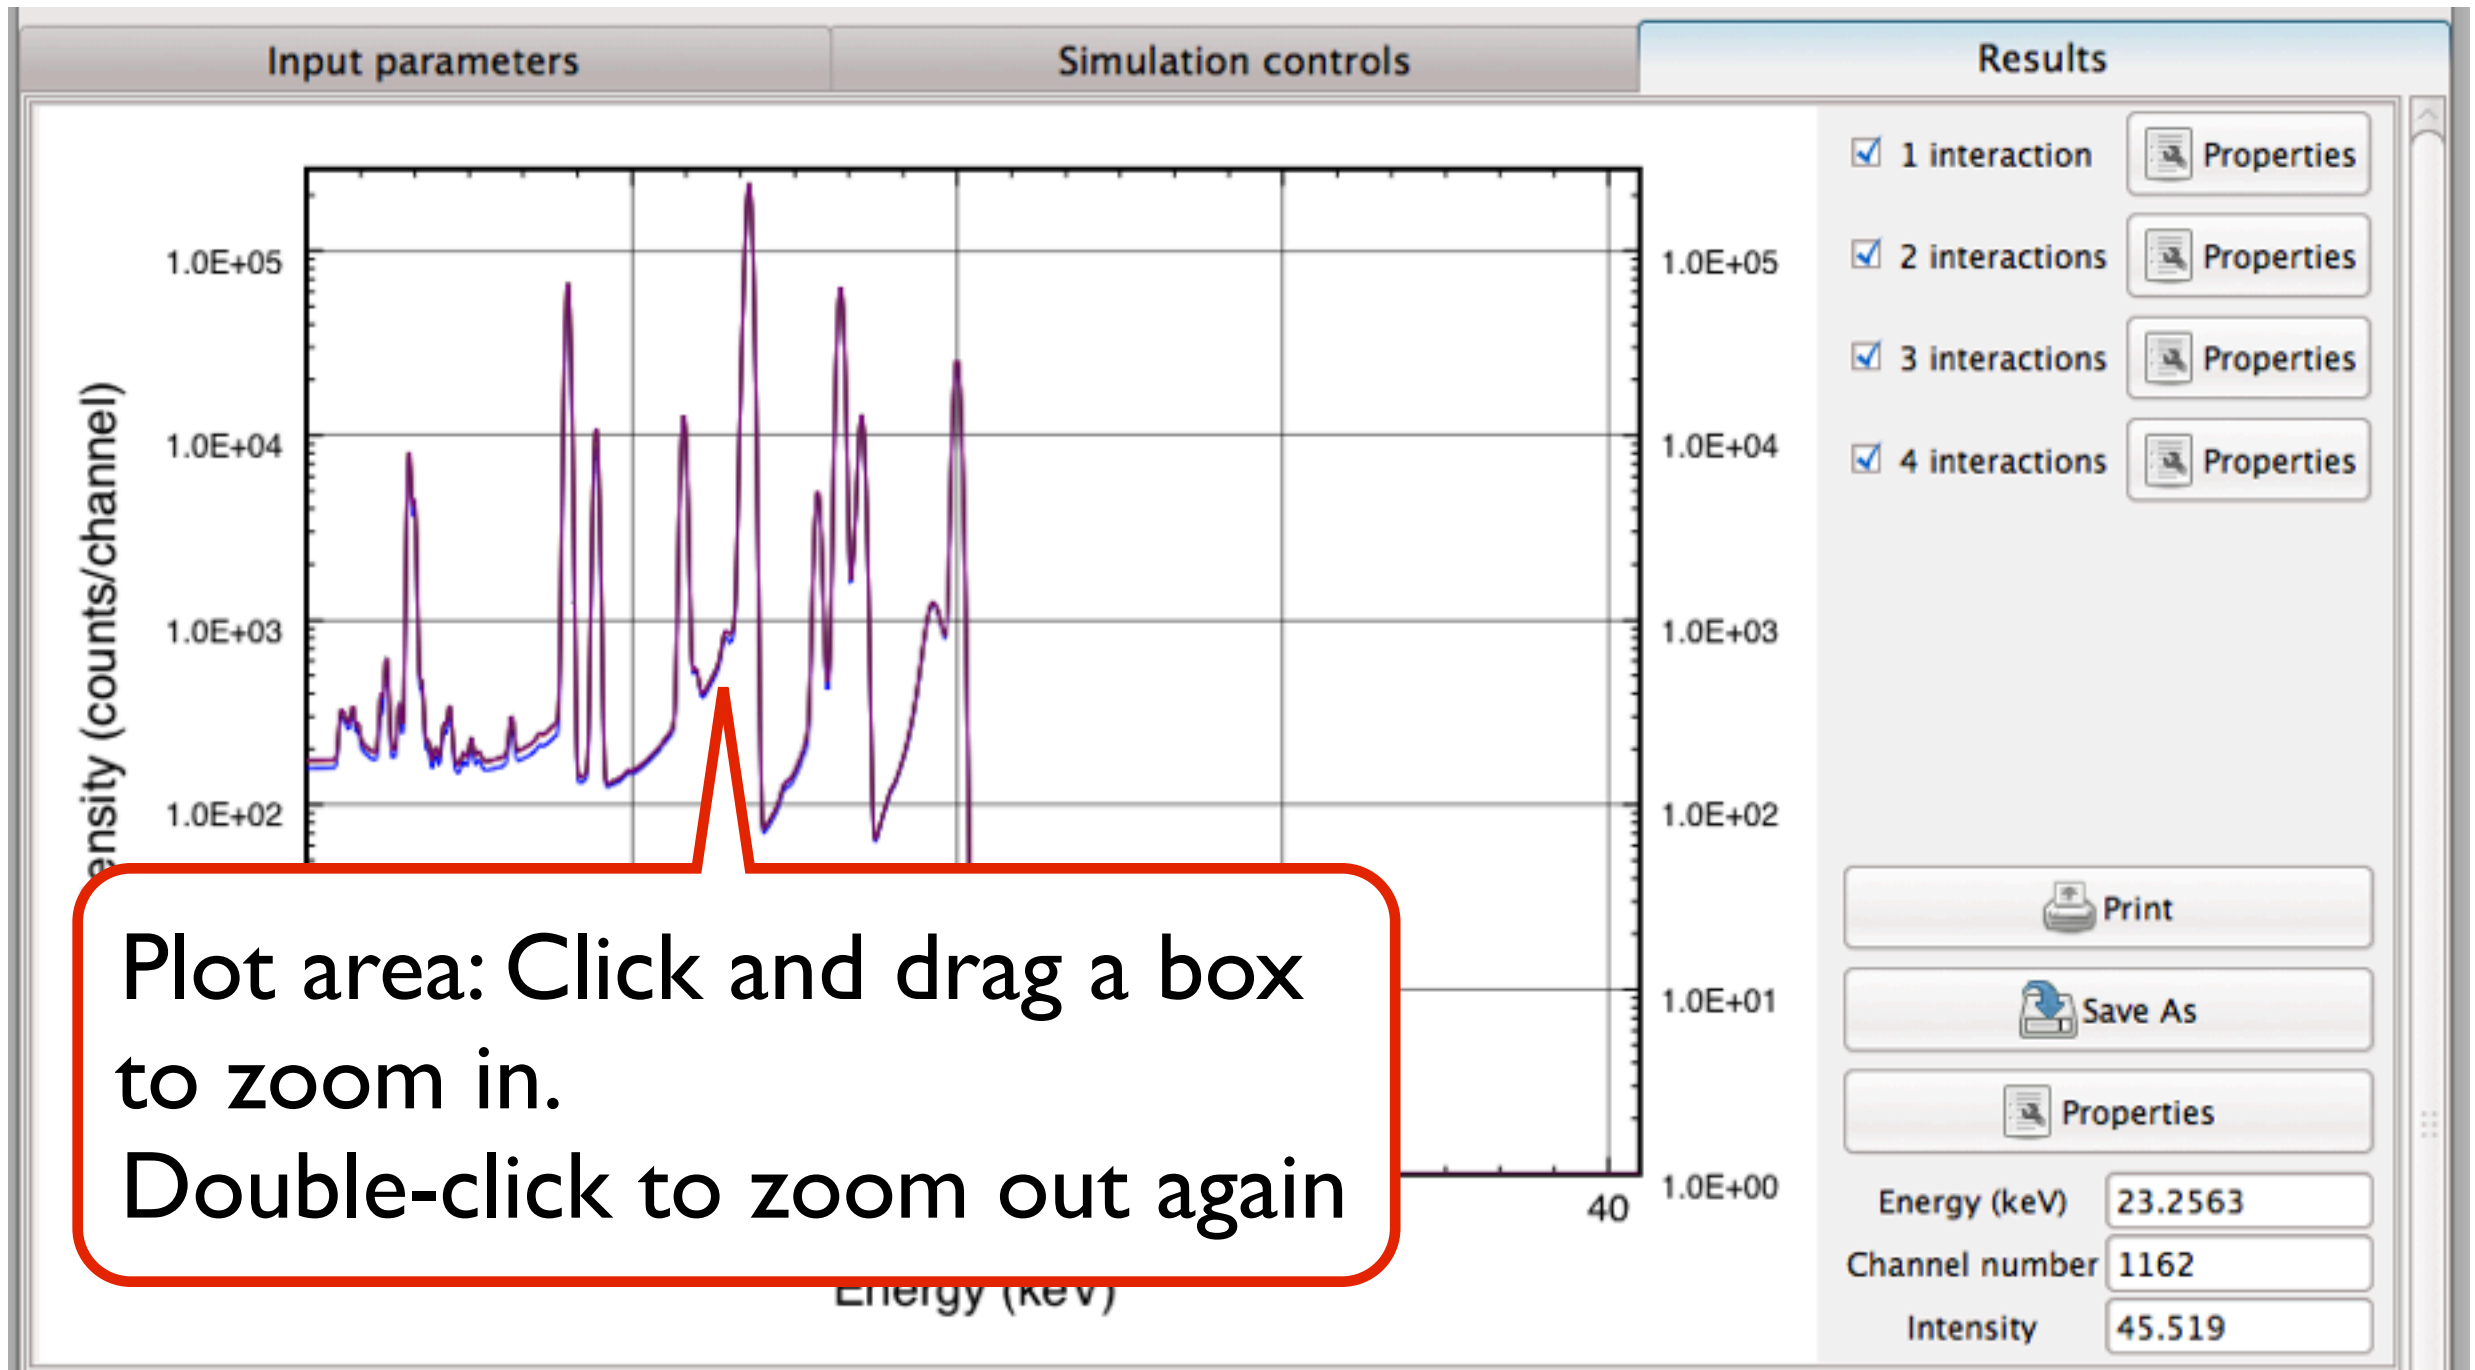 Input parameters
Simulation controls
Results
1 interaction
Properties
2 interactions
Properties
3 interactions
Properties
4 interactions
Properties
1.0E+05
1.0E+04
1.0E+03
1.0E+02
(counts/channel)
1.0E+05
1.0E+04
1.0E+03
1.0E+02
1.0E+01
1.0E+00
40
Plot area: Click and drag a box
to zoom in.
Double-click to zoom out again
Energy (keV)
Print
Save As
Properties
Energy (keV)
23.2563
Channel number
1162
Intensity
45.519